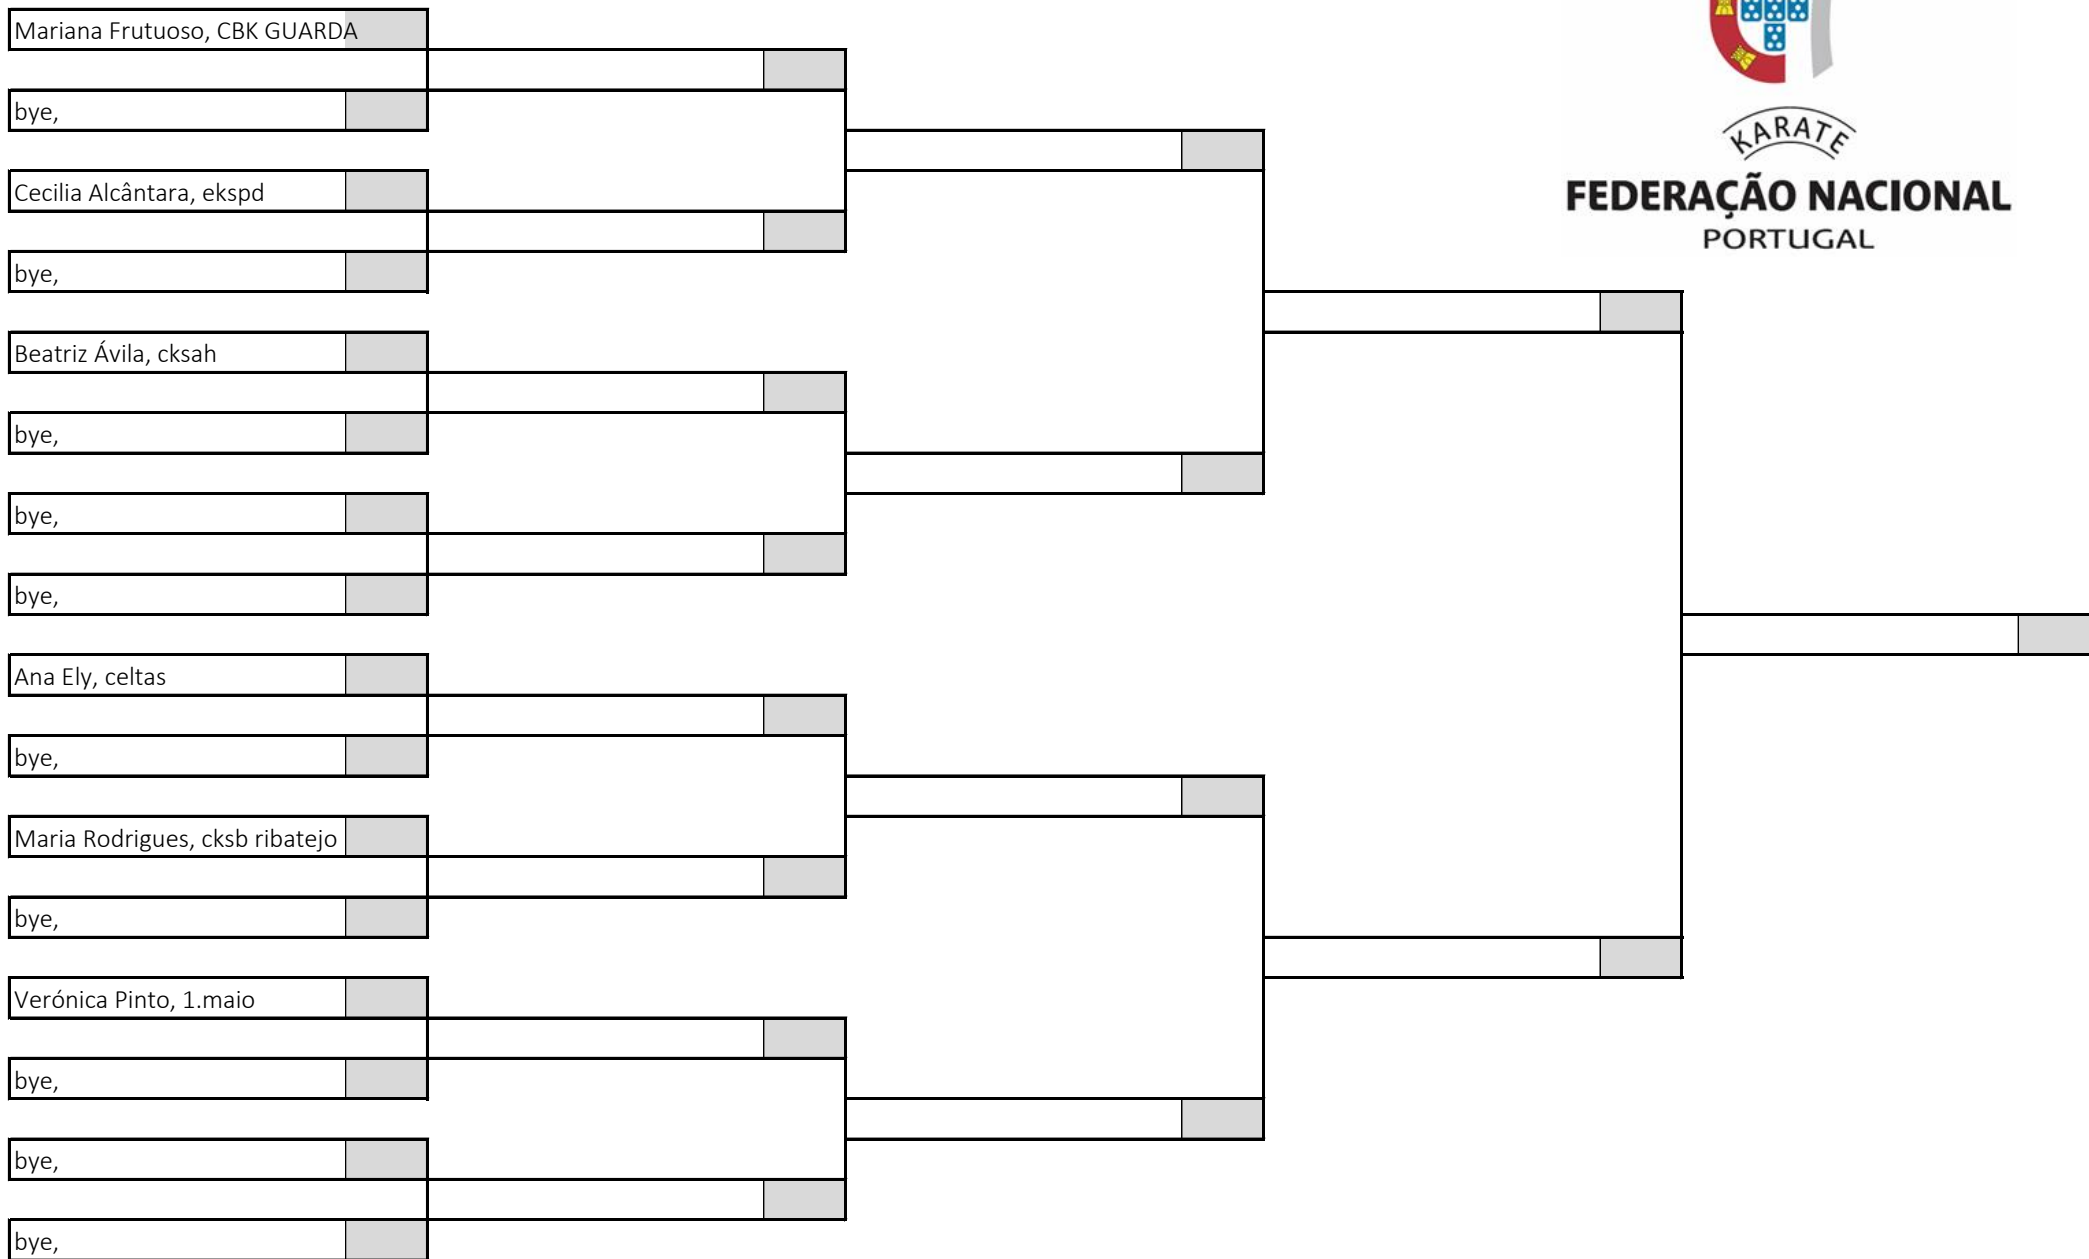 Mariana Frutuoso, CBK GUARDA
bye,
KARATE
Cecilia Alcântara, ekspd
FEDERAÇÃO NACIONAL
PORTUGAL
bye,
Beatriz Ávila, cksah
bye,
bye,
bye,
Ana Ely, celtas
bye,
Maria Rodrigues, cksb ribatejo
bye,
Verónica Pinto, 1.maio
bye,
bye,
bye,